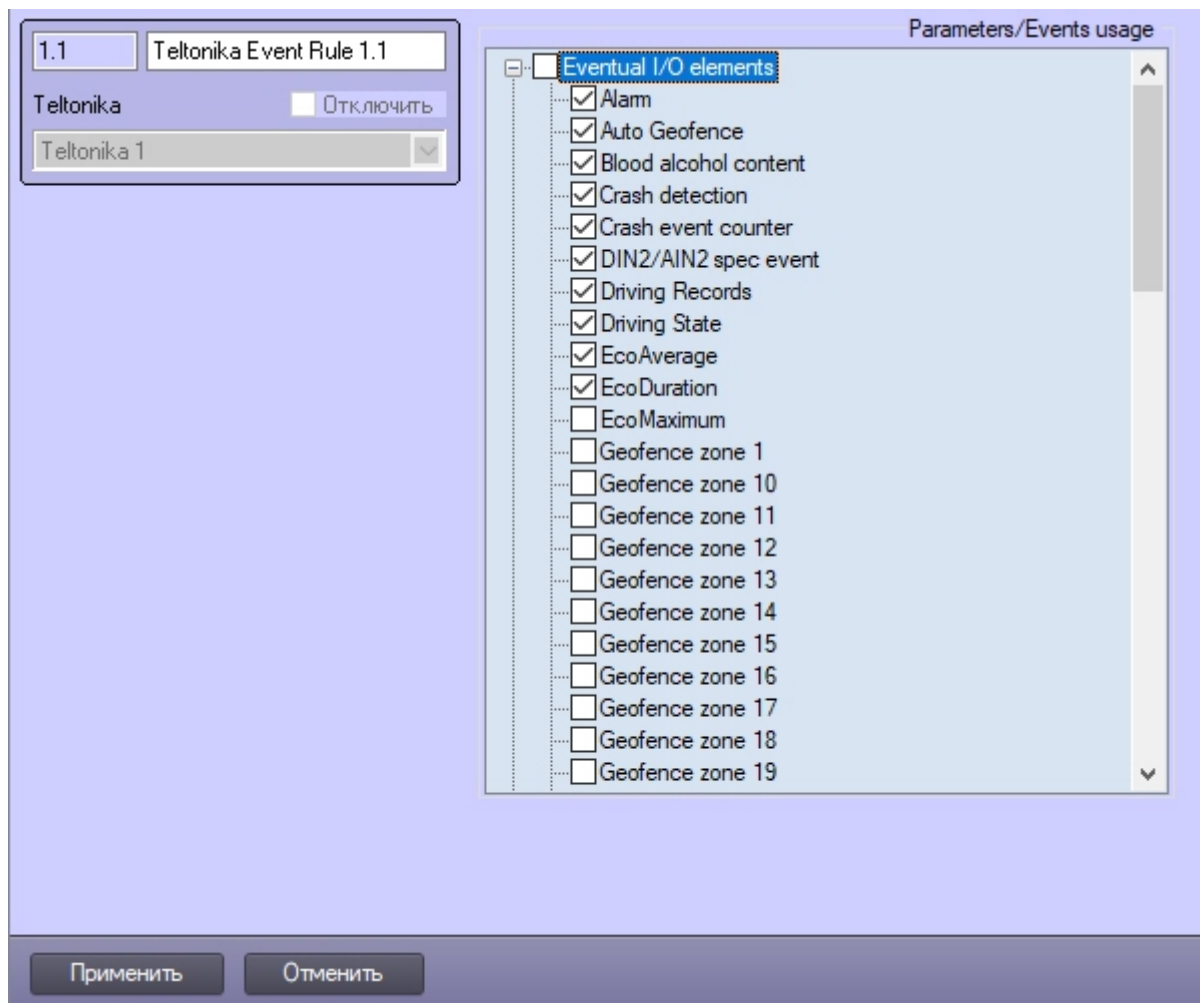 1.1
Teltonika Event Rule 1.1
Teltonika
Отключить
Teltonika 1
Parameters/Events usage
Eventual I/O elements
Alarm
Auto Geofence
Blood alcohol content
Crash detection
Crash event counter
DIN2/AIN2 spec event
Driving Records
Driving State
EcoAverage
EcoDuration
EcoMaximum
Geofence zone 1
Geofence zone 10
Geofence zone 11
Geofence zone 12
Geofence zone 13
Geofence zone 14
Geofence zone 15
Geofence zone 16
Geofence zone 17
Geofence zone 18
Geofence zone 19
Применить
Отменить